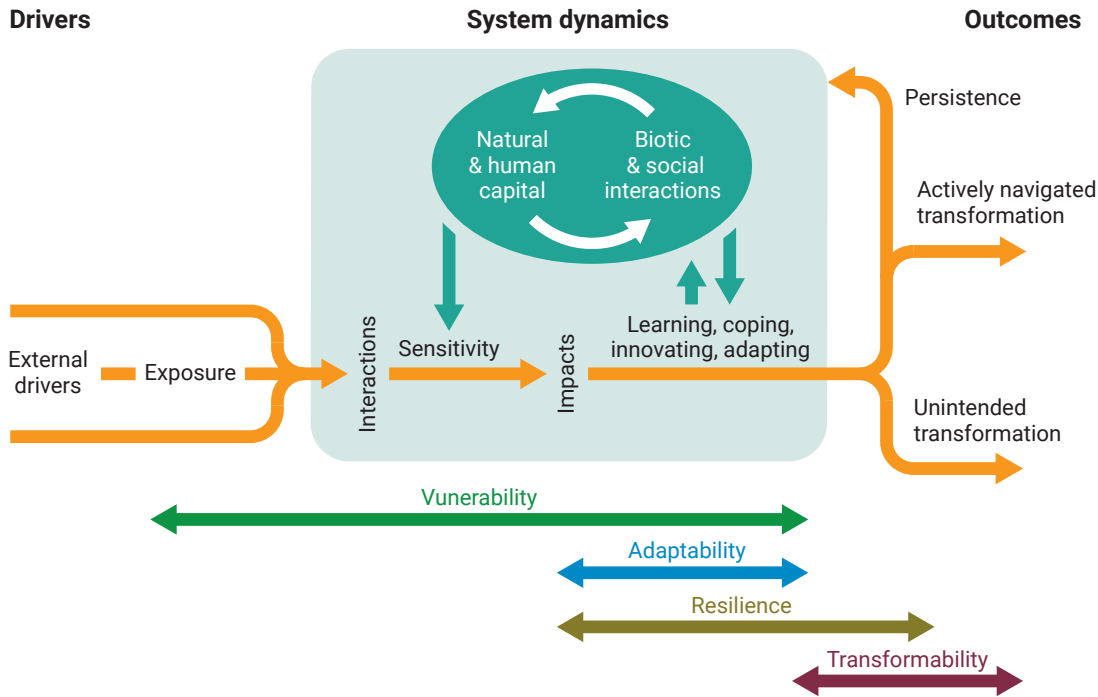 Drivers
System dynamics
Outcomes
Natural
& human
capital
Biotic
& social
interactions
Persistence
Actively navigated
transformation
External
drivers
Exposure
Interactions
Sensitivity
Impacts
Learning, coping,
innovating, adapting
Unintended
transformation
Vunerability
Adaptability
Resilience
Transformability